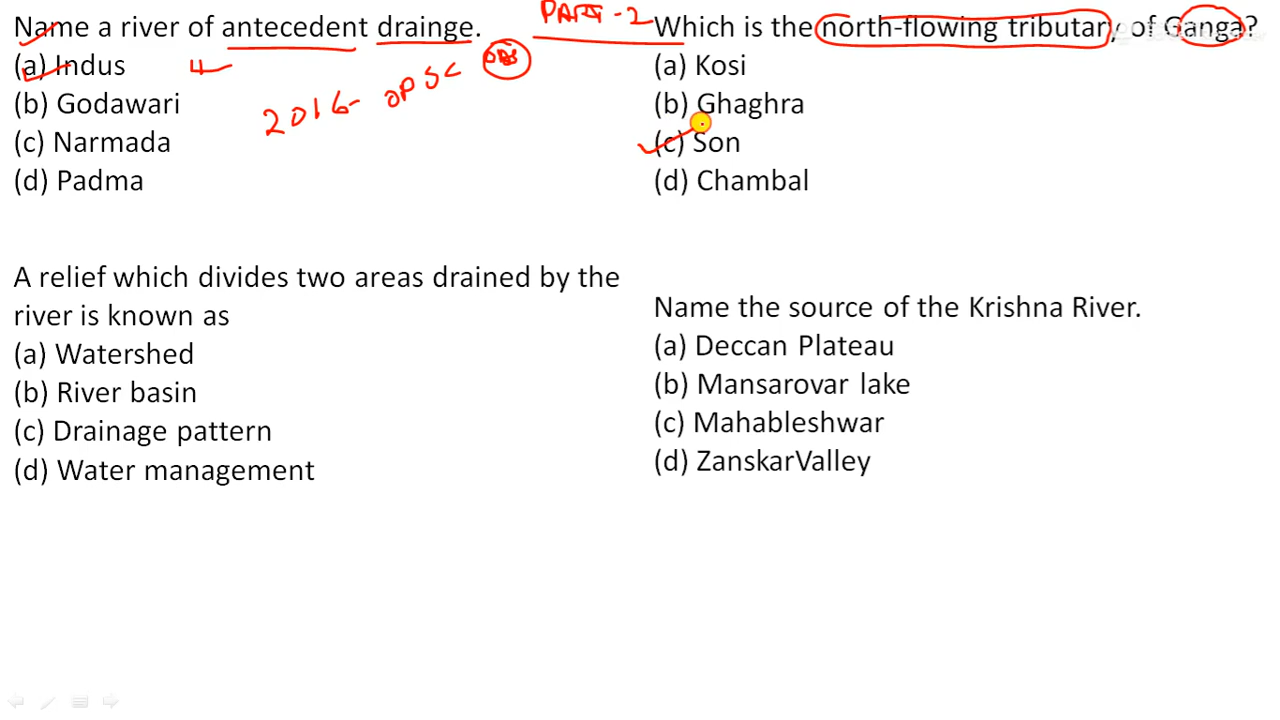 Name a river of antecedent drainge.
(a) Indus
(b) Godawari
(c) Narmada
(d) Padma
2016- OPSC
PART-2
Which is the north-flowing tributary of Ganga?
(a) Kosi
(b) Ghaghra
(c) Son
(d) Chambal
A relief which divides two areas drained by the
river is known as
(a) Watershed
(b) River basin
(c) Drainage pattern
(d) Water management
Name the source of the Krishna River.
(a) Deccan Plateau
(b) Mansarovar lake
(c) Mahableshwar
(d) ZanskarValley